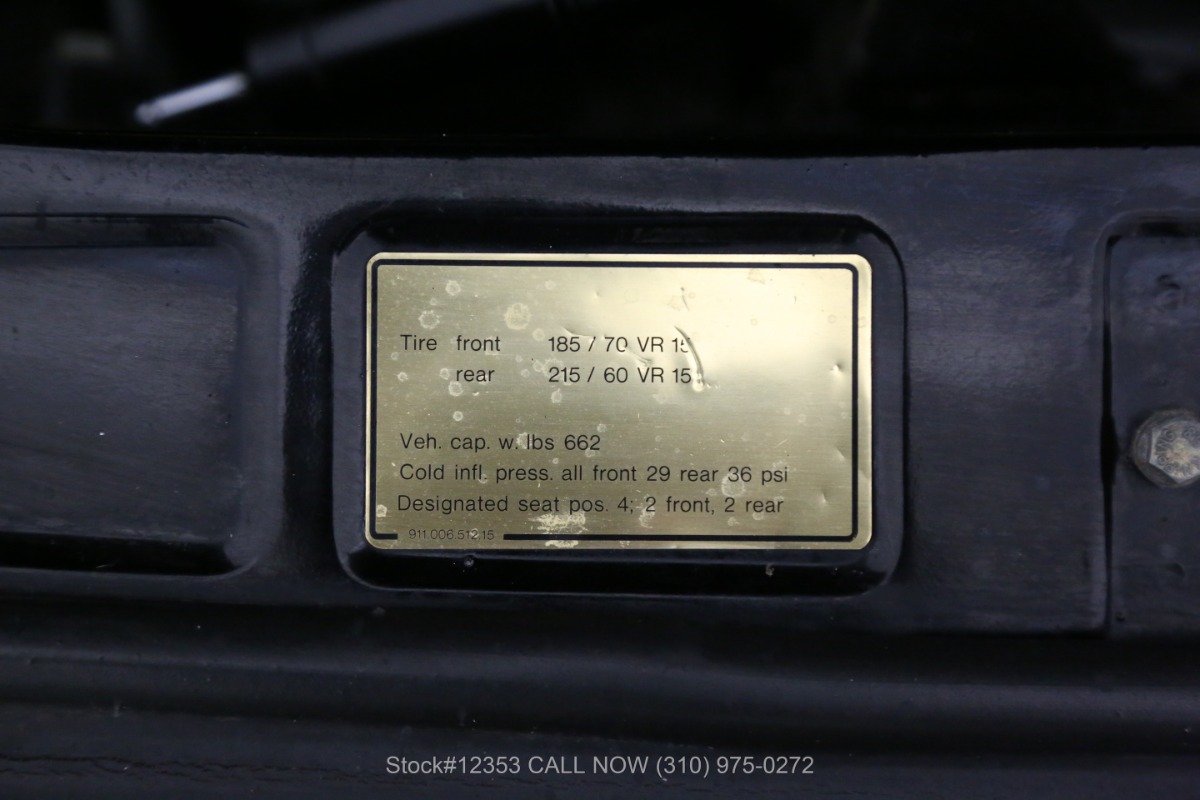 Tire front 185 / 70 VR 15
rear 215 / 60 VR 15
Veh. cap. w. lbs 662
Cold infl. press. all front 29 rear 36 psi
Designated seat pos. 4; 2 front, 2 rear
911.006.512.15
Stock#12353 CALL NOW (310) 975-0272